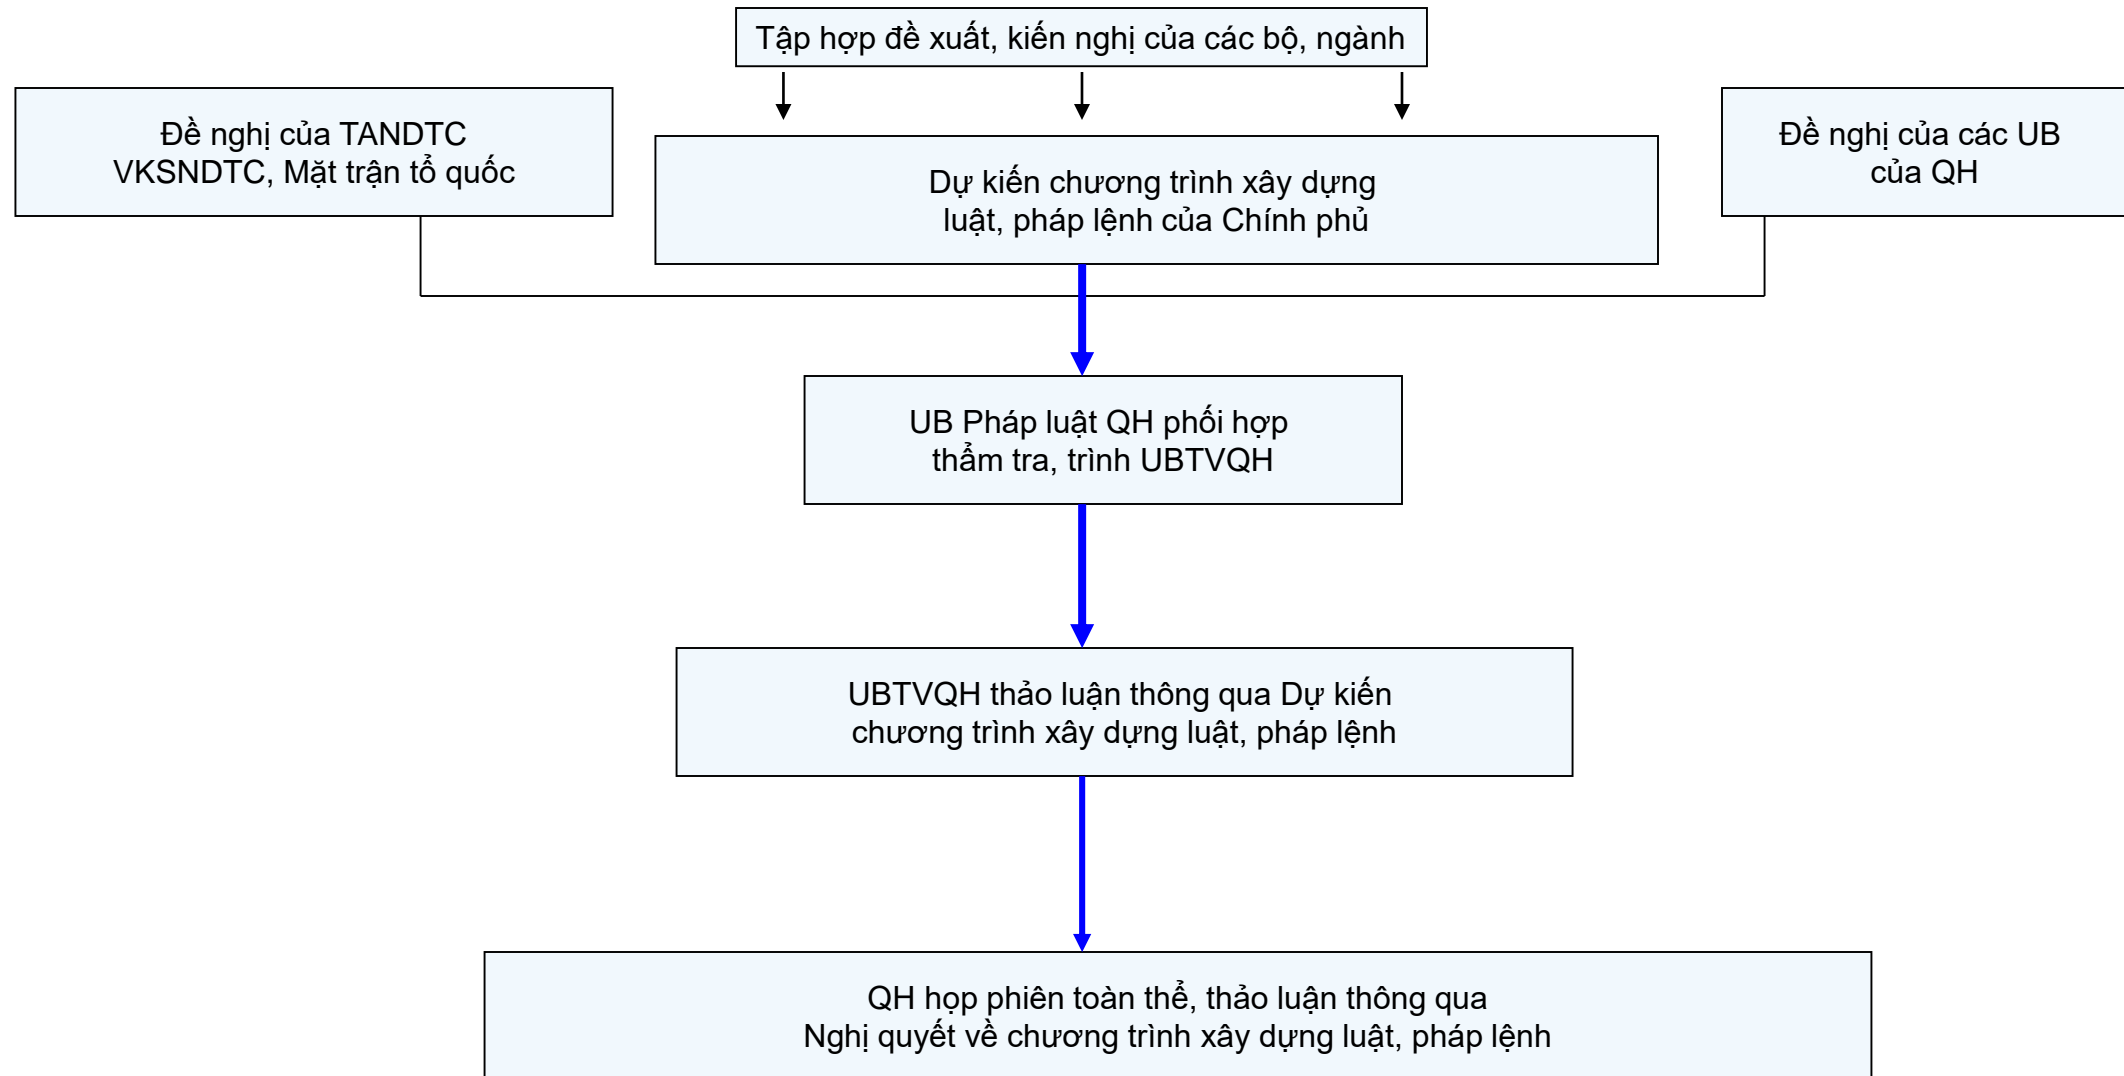 Tập hợp đề xuất, kiến nghị của các bộ, ngành
Đề nghị của TANDTC
VKSNDTC, Mặt trận tổ quốc
Dự kiến chương trình xây dựng
luật, pháp lệnh của Chính phủ
Đề nghị của các UB
của QH
UB Pháp luật QH phối hợp
thẩm tra, trình UBTVQH
UBTVQH thảo luận thông qua Dự kiến
chương trình xây dựng luật, pháp lệnh
QH họp phiên toàn thể, thảo luận thông qua
Nghị quyết về chương trình xây dựng luật, pháp lệnh